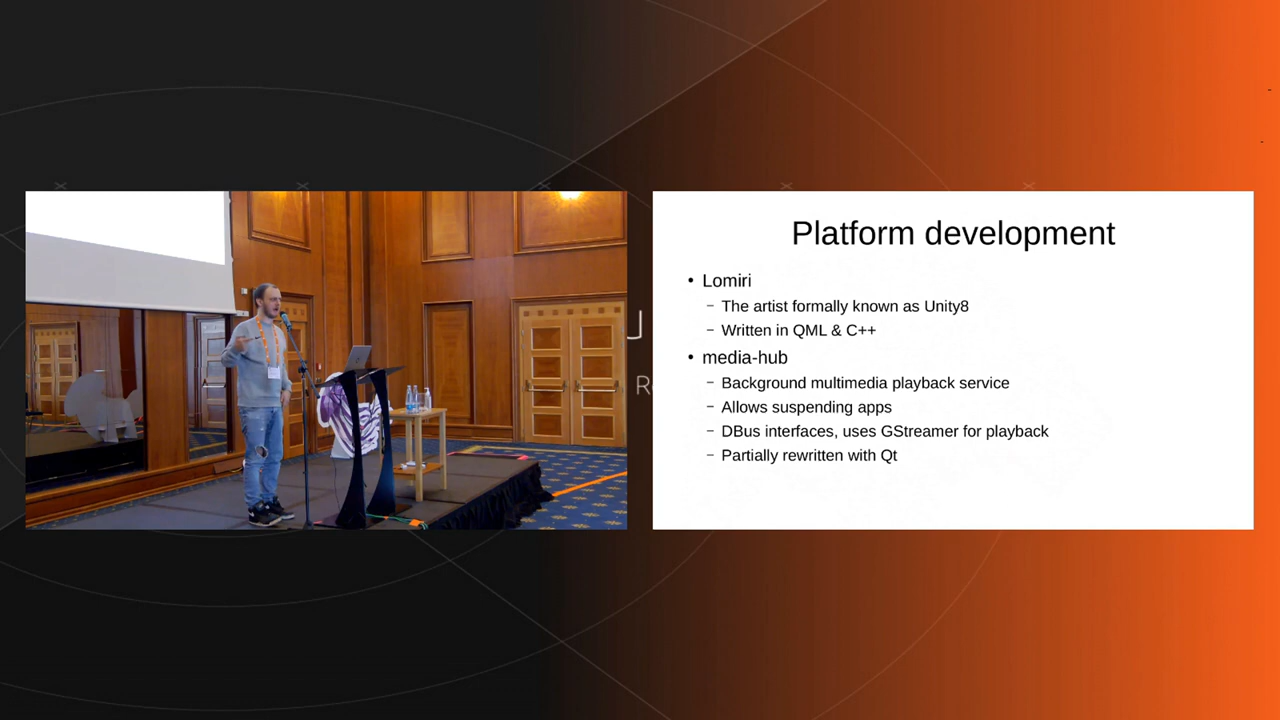 Platform development
• Lomiri
– The artist formally known as Unity8
– Written in QML & C++
• media-hub
– Background multimedia playback service
– Allows suspending apps
– DBus interfaces, uses GStreamer for playback
– Partially rewritten with Qt